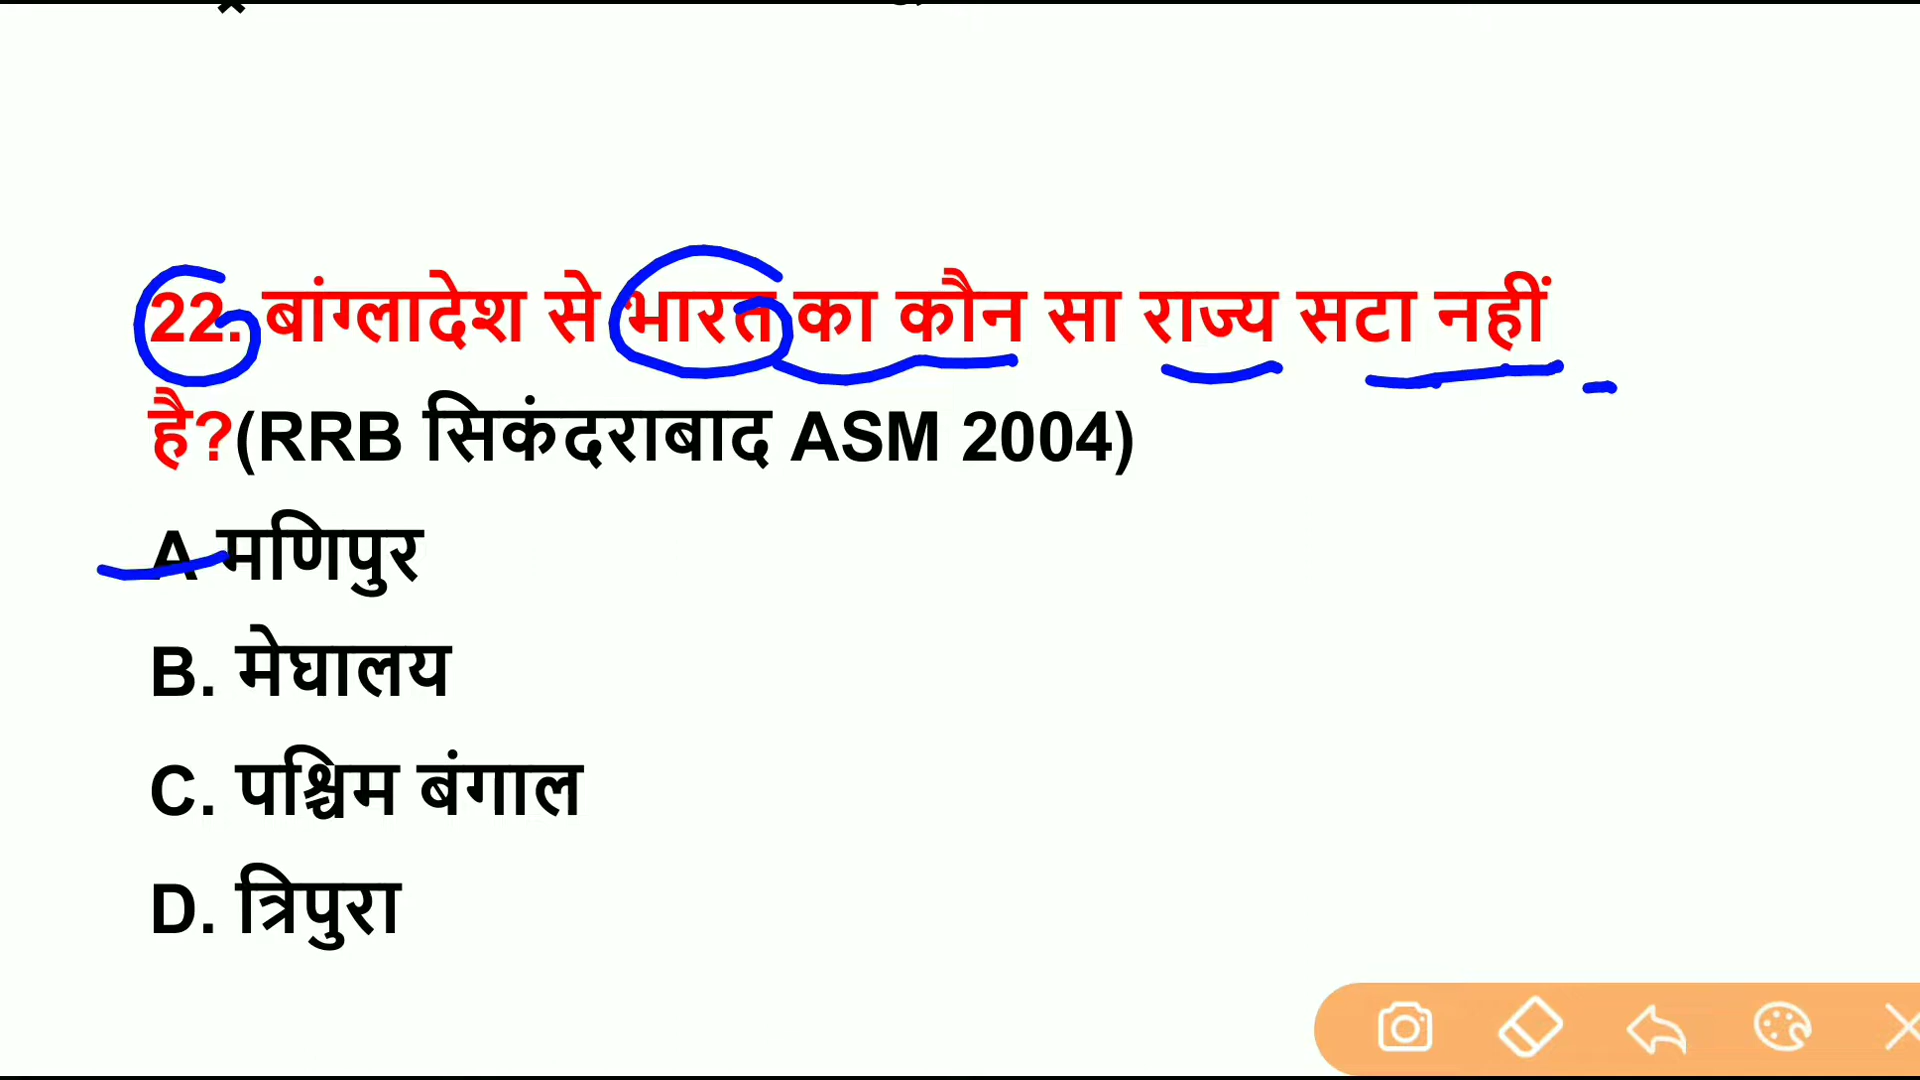 22. बांग्लादेश से भारत का कौन सा राज्य सटा नहीं
है?(RRB सिकंदराबाद ASM 2004)
A मणिपुर
B. मेघालय
C. पश्चिम बंगाल
D. त्रिपुरा